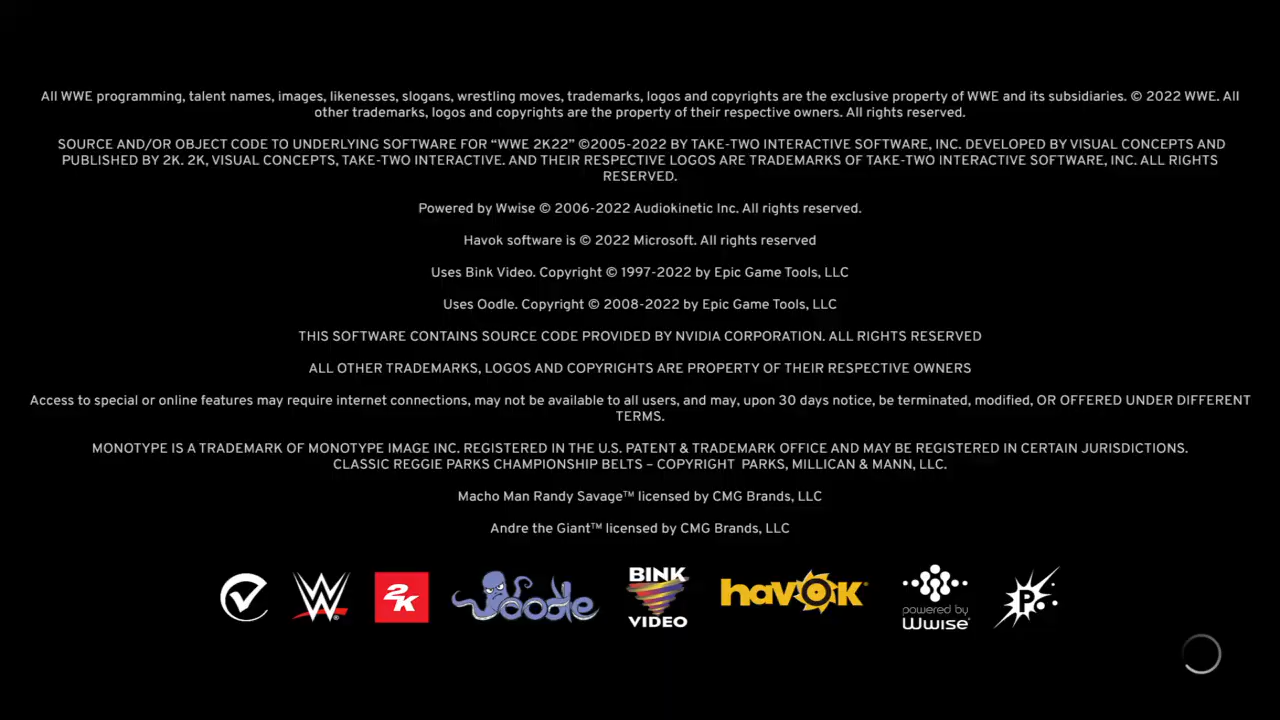 All WWE programming, talent names, images, likenesses, slogans, wrestling moves, trademarks, logos and copyrights are the exclusive property of WWE and its subsidiaries. © 2022 WWE. All
other trademarks, logos and copyrights are the property of their respective owners. All rights reserved.
SOURCE AND/OR OBJECT CODE TO UNDERLYING SOFTWARE FOR “WWE 2K22” ©2005-2022 BY TAKE-TWO INTERACTIVE SOFTWARE, INC. DEVELOPED BY VISUAL CONCEPTS AND
PUBLISHED BY 2K. 2K, VISUAL CONCEPTS, TAKE-TWO INTERACTIVE. AND THEIR RESPECTIVE LOGOS ARE TRADEMARKS OF TAKE-TWO INTERACTIVE SOFTWARE, INC. ALL RIGHTS
RESERVED.
Powered by Wwise © 2006-2022 Audiokinetic Inc. All rights reserved.
Havok software is © 2022 Microsoft. All rights reserved
Uses Bink Video. Copyright © 1997-2022 by Epic Game Tools, LLC
Uses Oodle. Copyright © 2008-2022 by Epic Game Tools, LLC
THIS SOFTWARE CONTAINS SOURCE CODE PROVIDED BY NVIDIA CORPORATION. ALL RIGHTS RESERVED
ALL OTHER TRADEMARKS, LOGOS AND COPYRIGHTS ARE PROPERTY OF THEIR RESPECTIVE OWNERS
Access to special or online features may require internet connections, may not be available to all users, and may, upon 30 days notice, be terminated, modified, OR OFFERED UNDER DIFFERENT
TERMS.
MONOTYPE IS A TRADEMARK OF MONOTYPE IMAGE INC. REGISTERED IN THE U.S. PATENT & TRADEMARK OFFICE AND MAY BE REGISTERED IN CERTAIN JURISDICTIONS.
CLASSIC REGGIE PARKS CHAMPIONSHIP BELTS – COPYRIGHT PARKS, MILLICAN & MANN, LLC.
Macho Man Randy Savage™ licensed by CMG Brands, LLC
Andre the Giant™ licensed by CMG Brands, LLC
W 2K oodle BINK VIDEO havok powered by Wwise P